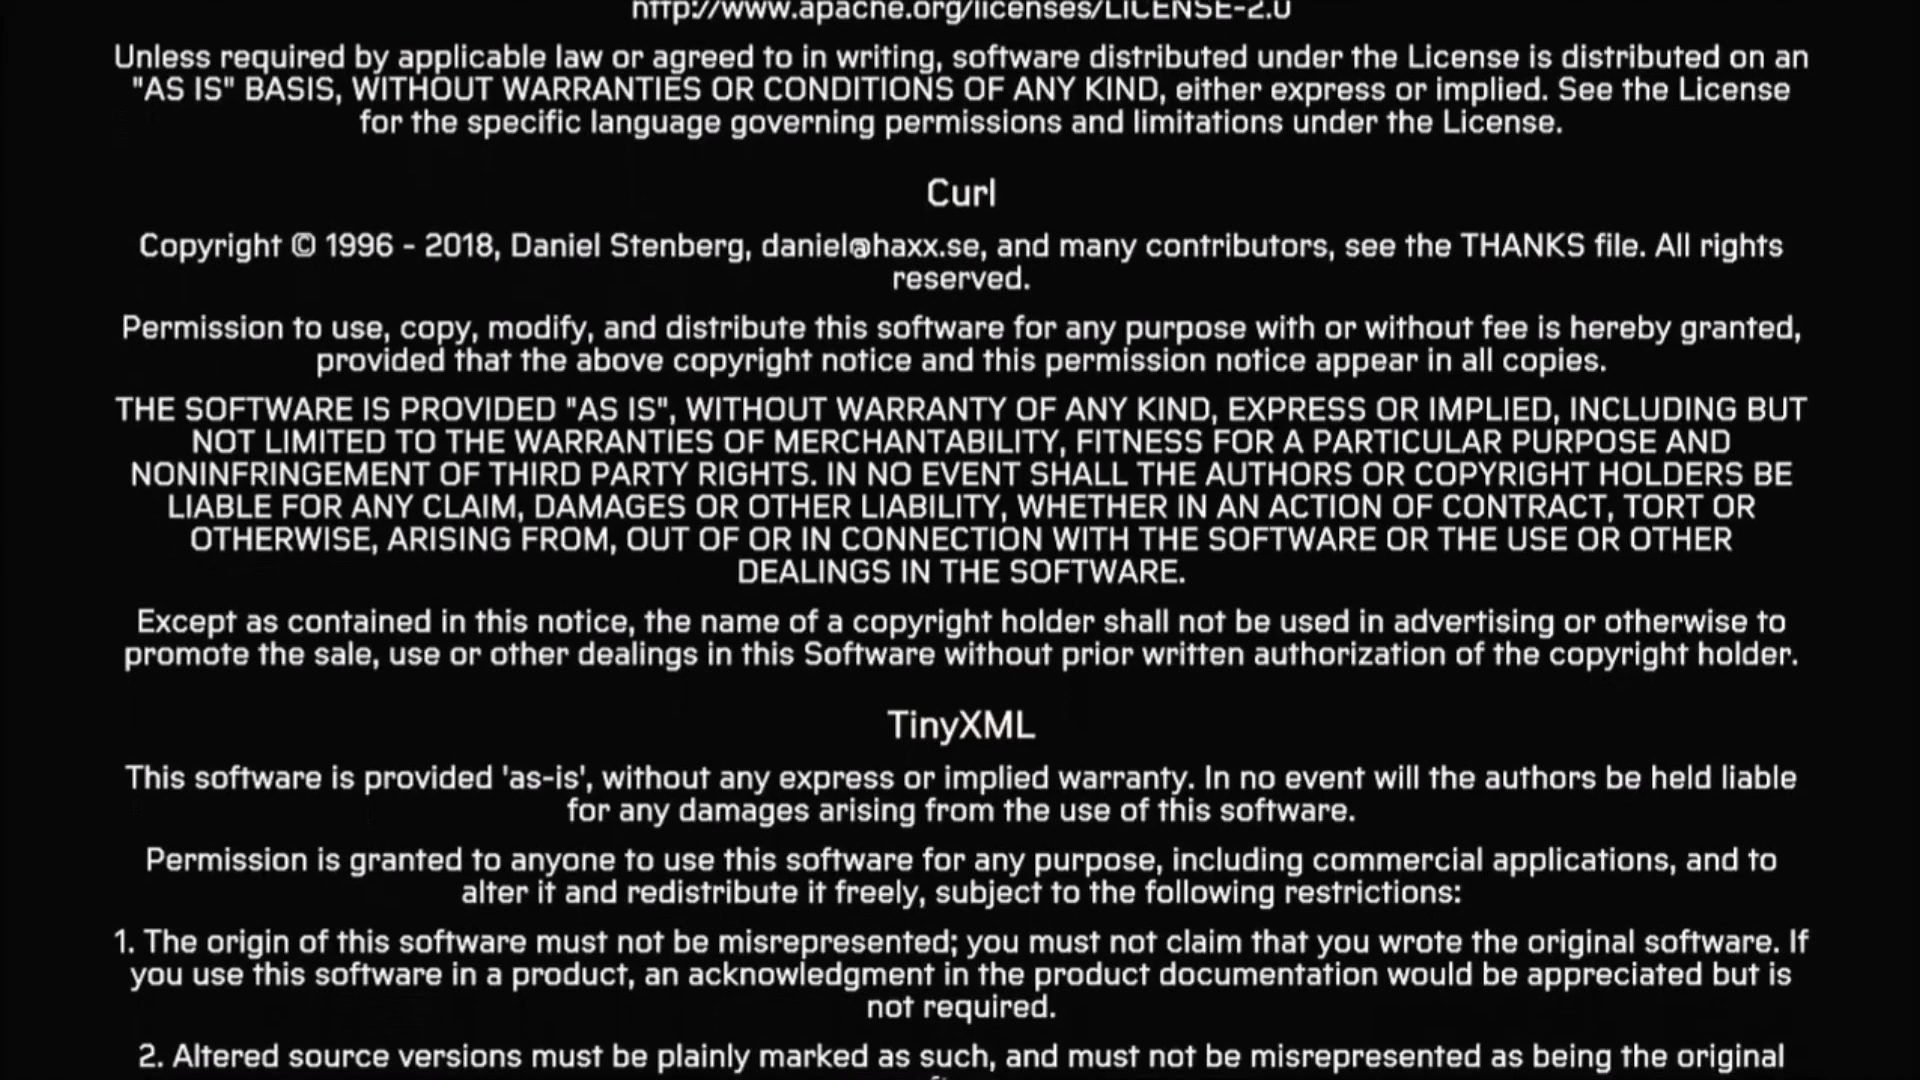 http://www.apache.org/licenses/LICENSE-2.0
Unless required by applicable law or agreed to in writing, software distributed under the License is distributed on an
"AS IS" BASIS, WITHOUT WARRANTIES OR CONDITIONS OF ANY KIND, either express or implied. See the License
for the specific language governing permissions and limitations under the License.
Curl
Copyright © 1996 - 2018, Daniel Stenberg, daniel@haxx.se, and many contributors, see the THANKS file. All rights
reserved.
Permission to use, copy, modify, and distribute this software for any purpose with or without fee is hereby granted,
provided that the above copyright notice and this permission notice appear in all copies.
THE SOFTWARE IS PROVIDED "AS IS", WITHOUT WARRANTY OF ANY KIND, EXPRESS OR IMPLIED, INCLUDING BUT
NOT LIMITED TO THE WARRANTIES OF MERCHANTABILITY, FITNESS FOR A PARTICULAR PURPOSE AND
NONINFRINGEMENT OF THIRD PARTY RIGHTS. IN NO EVENT SHALL THE AUTHORS OR COPYRIGHT HOLDERS BE
LIABLE FOR ANY CLAIM, DAMAGES OR OTHER LIABILITY, WHETHER IN AN ACTION OF CONTRACT, TORT OR
OTHERWISE, ARISING FROM, OUT OF OR IN CONNECTION WITH THE SOFTWARE OR THE USE OR OTHER
DEALINGS IN THE SOFTWARE.
Except as contained in this notice, the name of a copyright holder shall not be used in advertising or otherwise to
promote the sale, use or other dealings in this Software without prior written authorization of the copyright holder.
TinyXML
This software is provided 'as-is', without any express or implied warranty. In no event will the authors be held liable
for any damages arising from the use of this software.
Permission is granted to anyone to use this software for any purpose, including commercial applications, and to
alter it and redistribute it freely, subject to the following restrictions:
1. The origin of this software must not be misrepresented; you must not claim that you wrote the original software. If
you use this software in a product, an acknowledgment in the product documentation would be appreciated but is
not required.
2. Altered source versions must be plainly marked as such, and must not be misrepresented as being the original